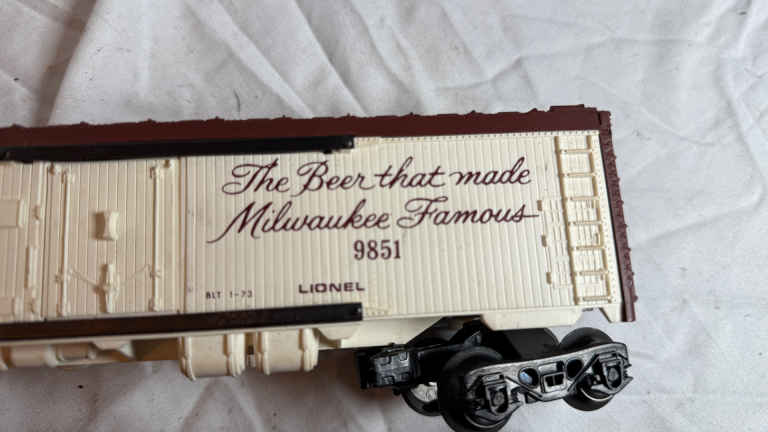 The Beer that made
Milwaukee Famous
9851
BLT 1-73 LIONEL